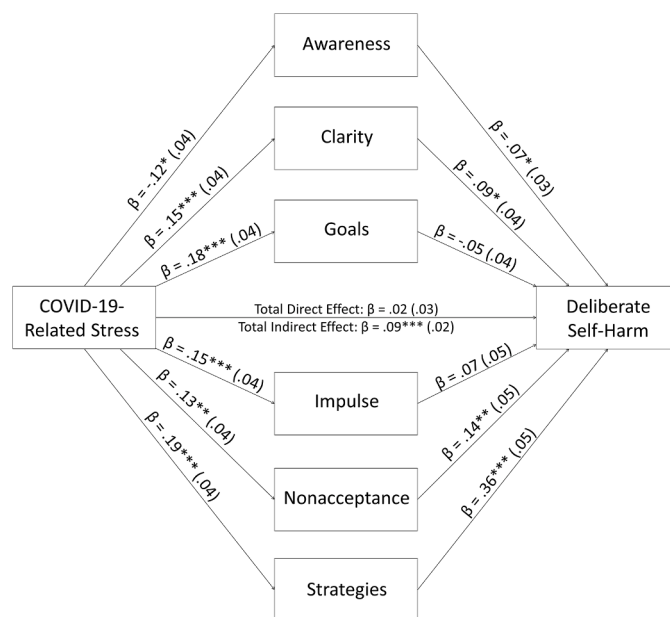 Awareness
β = -.12* (.04)
β = .07* (.03)
Clarity
β = .15*** (.04)
β = .09* (.04)
Goals
β = .18*** (.04)
β = -.05 (.04)
COVID-19-
Related Stress
Total Direct Effect: β = .02 (.03)
Total Indirect Effect: β = .09*** (.02)
Deliberate
Self-Harm
β = .15*** (.04)
Impulse
β = .07 (.05)
β = .13** (.04)
Nonacceptance
β = .14** (.05)
β = .19*** (.04)
Strategies
β = .36*** (.05)